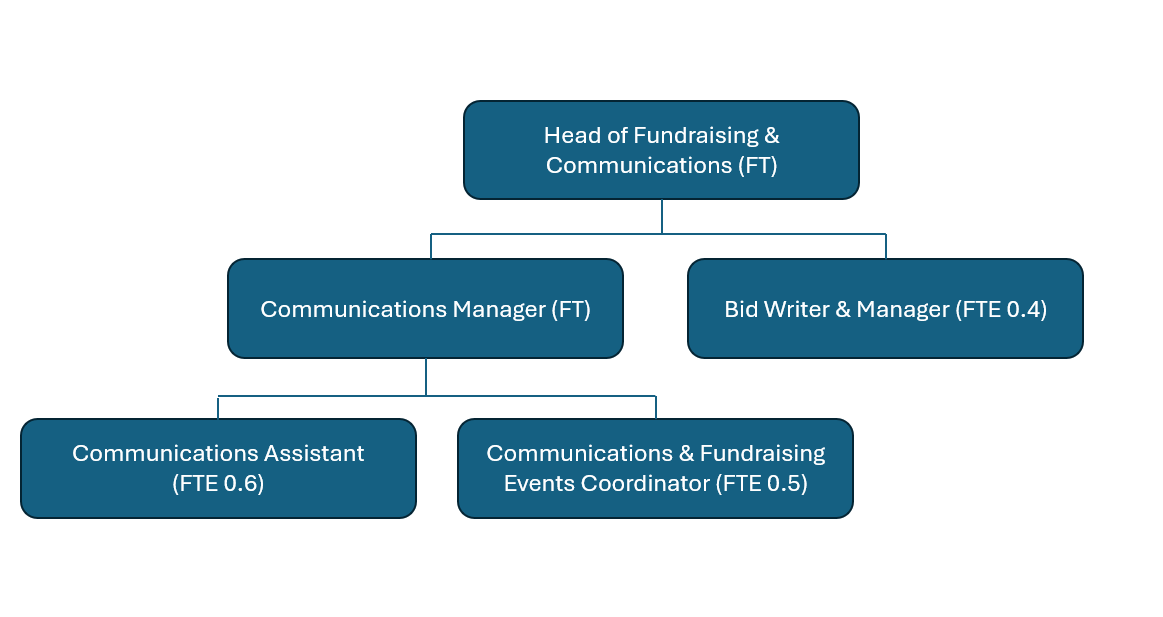 Head of Fundraising &
Communications (FT)
Communications Manager (FT)
Bid Writer & Manager (FTE 0.4)
Communications Assistant
(FTE 0.6)
Communications & Fundraising
Events Coordinator (FTE 0.5)